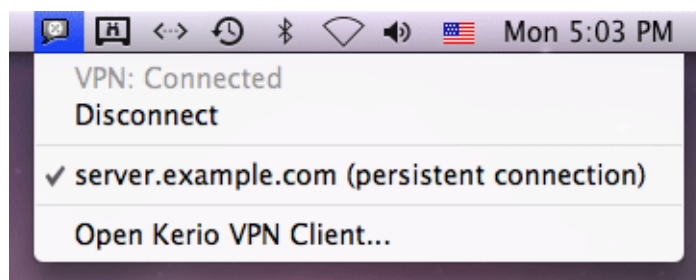 Mon 5:03 PM
VPN: Connected
Disconnect
✓ server.example.com (persistent connection)
Open Kerio VPN Client...